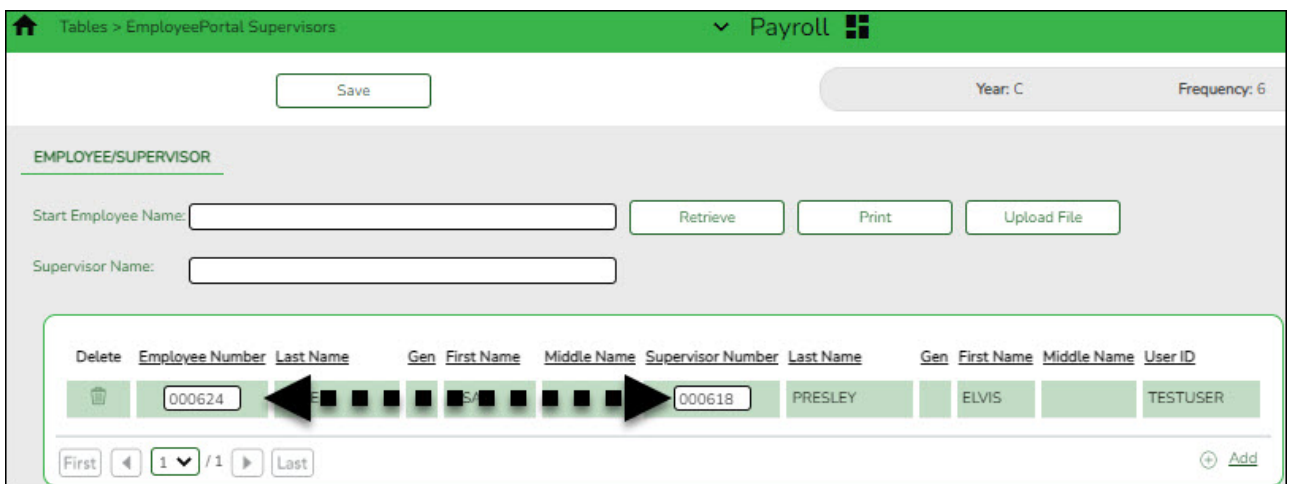 Tables > EmployeePortal Supervisors Payroll
Save Year: C Frequency: 6
EMPLOYEE/SUPERVISOR
Start Employee Name: Retrieve Print Upload File
Supervisor Name:
Delete Employee Number Last Name Gen First Name Middle Name Supervisor Number Last Name Gen First Name Middle Name User ID
000624 000618 PRESLEY ELVIS TESTUSER
First 1 / 1 Last Add